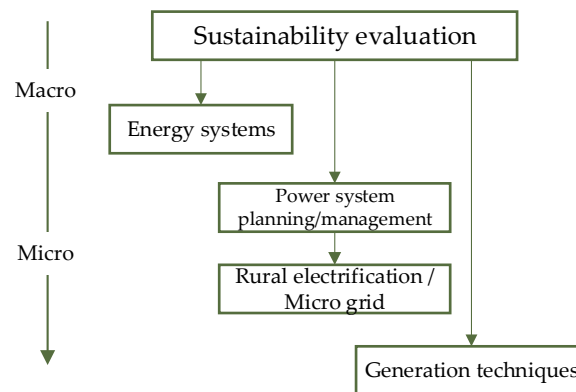 Sustainability evaluation
Macro
Energy systems
Power system
planning/management
Micro
Rural electrification /
Micro grid
Generation techniques